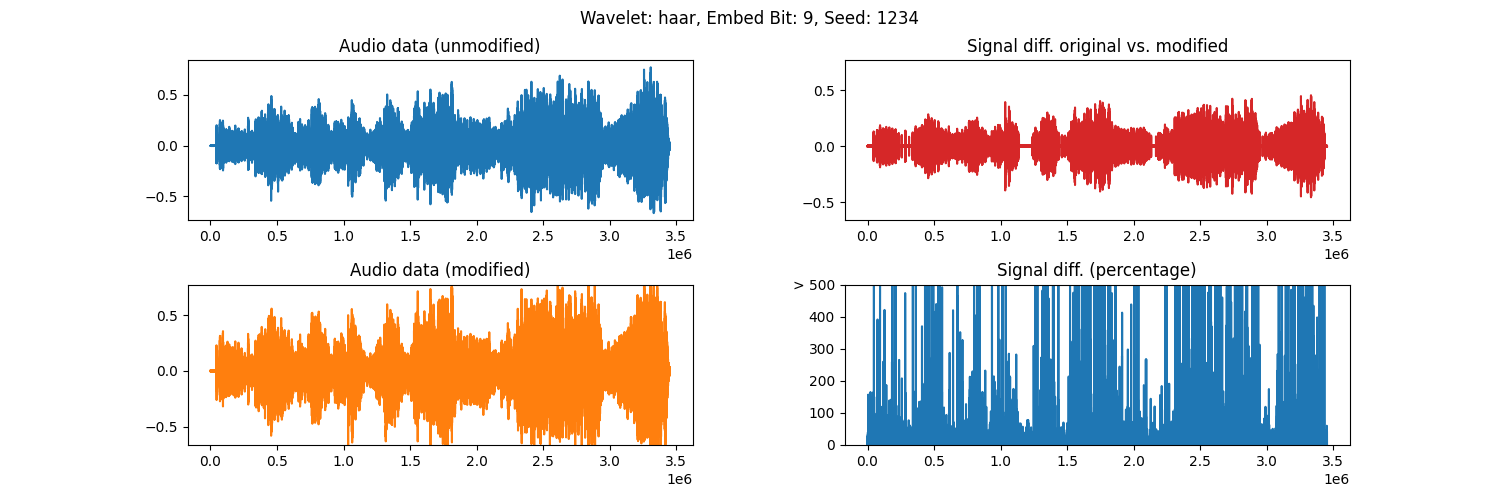 Wavelet: haar, Embed Bit: 9, Seed: 1234
Audio data (unmodified)
0.5
0.0
−0.5
0.0 0.5 1.0 1.5 2.0 2.5 3.0 3.5
1e6
Signal diff. original vs. modified
0.5
0.0
−0.5
0.0 0.5 1.0 1.5 2.0 2.5 3.0 3.5
1e6
Audio data (modified)
0.5
0.0
−0.5
0.0 0.5 1.0 1.5 2.0 2.5 3.0 3.5
1e6
Signal diff. (percentage)
> 500
400
300
200
100
0
0.0 0.5 1.0 1.5 2.0 2.5 3.0 3.5
1e6